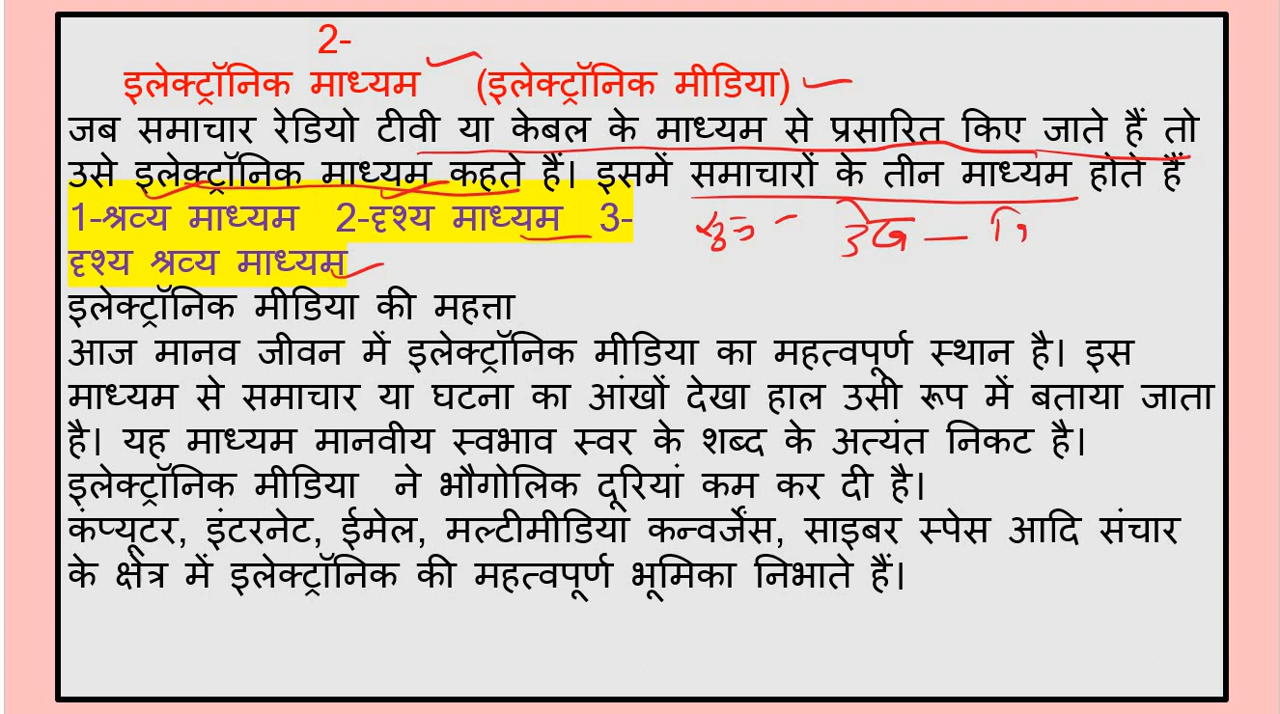 2-
इलेक्ट्रॉनिक माध्यम (इलेक्ट्रॉनिक मीडिया)
जब समाचार रेडियो टीवी या केबल के माध्यम से प्रसारित किए जाते हैं तो
उसे इलेक्ट्रॉनिक माध्यम कहते हैं। इसमें समाचारों के तीन माध्यम होते हैं
1-श्रव्य माध्यम 2-दृश्य माध्यम 3-
दृश्य श्रव्य माध्यम
इलेक्ट्रॉनिक मीडिया की महत्ता
आज मानव जीवन में इलेक्ट्रॉनिक मीडिया का महत्वपूर्ण स्थान है। इस
माध्यम से समाचार या घटना का आंखों देखा हाल उसी रूप में बताया जाता
है। यह माध्यम मानवीय स्वभाव स्वर के शब्द के अत्यंत निकट है।
इलेक्ट्रॉनिक मीडिया ने भौगोलिक दूरियां कम कर दी है।
कंप्यूटर, इंटरनेट, ईमेल, मल्टीमीडिया कन्वर्जेंस, साइबर स्पेस आदि संचार
के क्षेत्र में इलेक्ट्रॉनिक की महत्वपूर्ण भूमिका निभाते हैं।